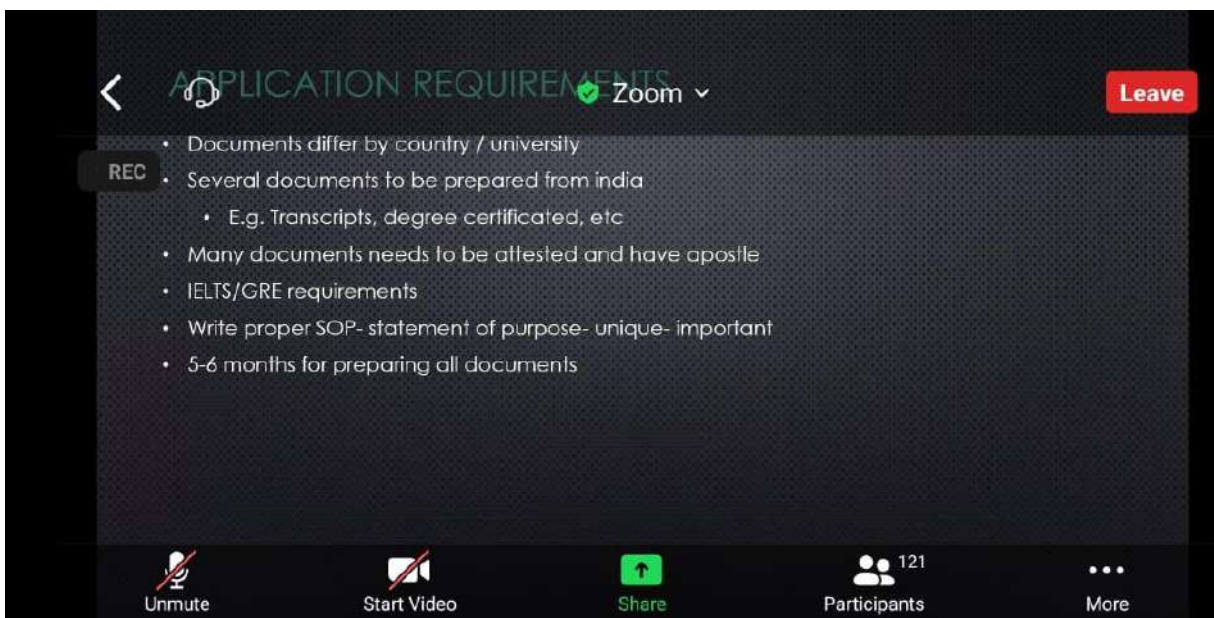 APPLICATION REQUIREMENTS
Zoom
Leave
• Documents differ by country / university
REC
• Several documents to be prepared from india
• E.g. Transcripts, degree certificated, etc
• Many documents needs to be attested and have apostle
• IELTS/GRE requirements
• Write proper SOP- statement of purpose- unique- important
• 5-6 months for preparing all documents
121
Unmute
Start Video
Share
Participants
More